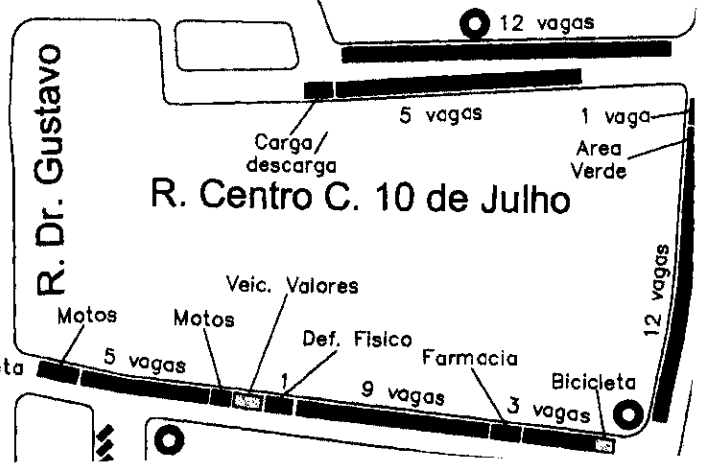 12 vagas
R. Dr. Gustavo
5 vagas
1 vaga
Carga/
descarga
Area
Verde
R. Centro C. 10 de Julho
12 vagas
Veic. Valores
Motos
Motos
Def. Fisico
Farmacia
Bicicleta
eta
5 vagas
1
9 vagas
3 vagas